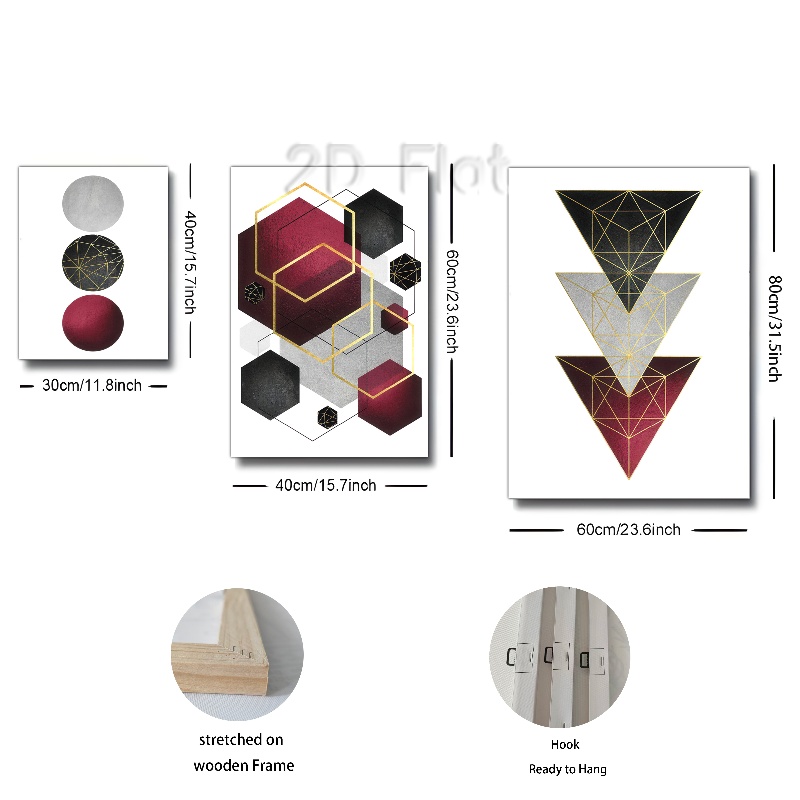 2D Flat
40cm/15.7inch
30cm/11.8inch
60cm/23.6inch
40cm/15.7inch
80cm/31.5inch
60cm/23.6inch
stretched on
wooden Frame
Hook
Ready to Hang